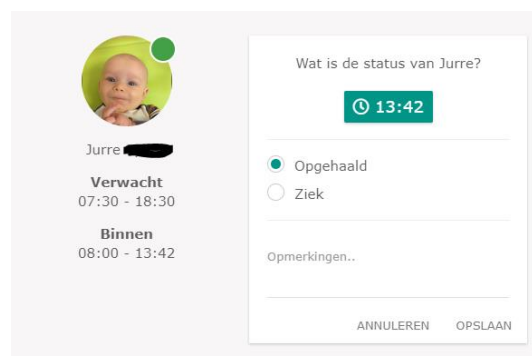 Jurre
Verwacht
07:30 - 18:30
Binnen
08:00 - 13:42
Wat is de status van Jurre?
13:42
Opgehaald
Ziek
Opmerkingen..
ANNULEREN OPSLAAN